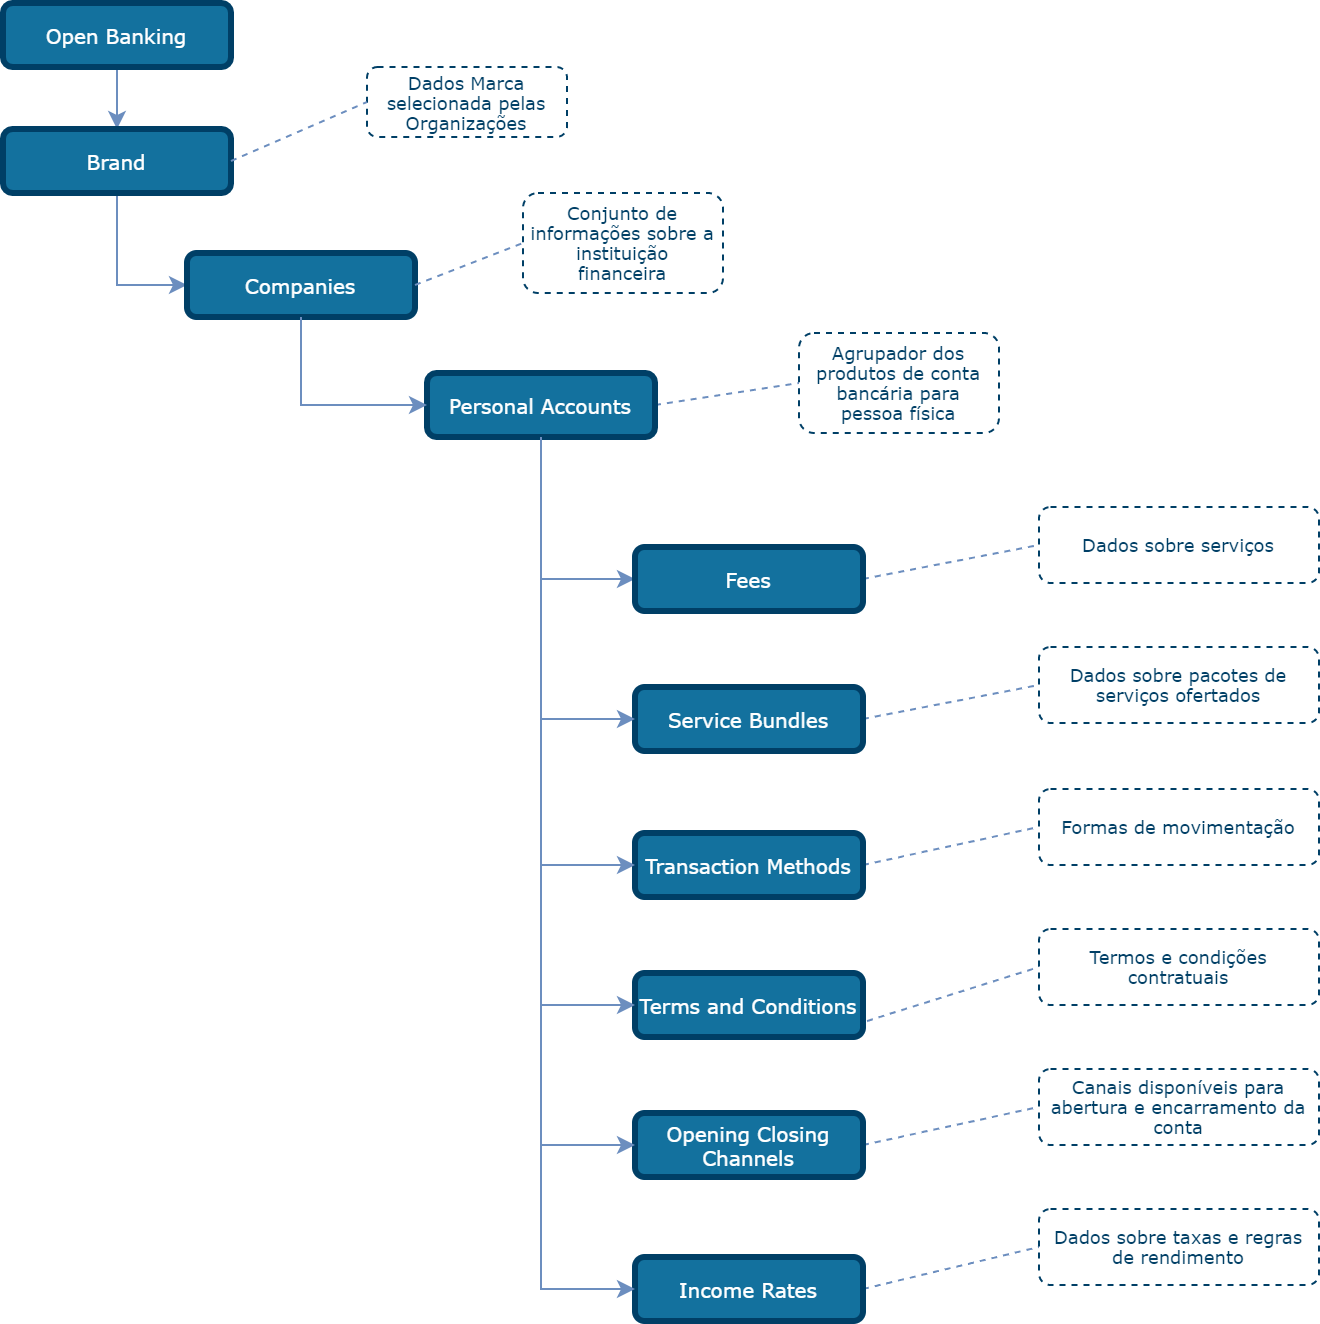 Open Banking
Dados Marca
selecionada pelas
Organizações
Brand
Conjunto de
informações sobre a
instituição
financeira
Companies
Agrupador dos
produtos de conta
bancária para
pessoa física
Personal Accounts
Dados sobre serviços
Fees
Dados sobre pacotes de
serviços ofertados
Service Bundles
Formas de movimentação
Transaction Methods
Termos e condições
contratuais
Terms and Conditions
Canais disponíveis para
abertura e encarramento da
conta
Opening Closing
Channels
Dados sobre taxas e regras
de rendimento
Income Rates